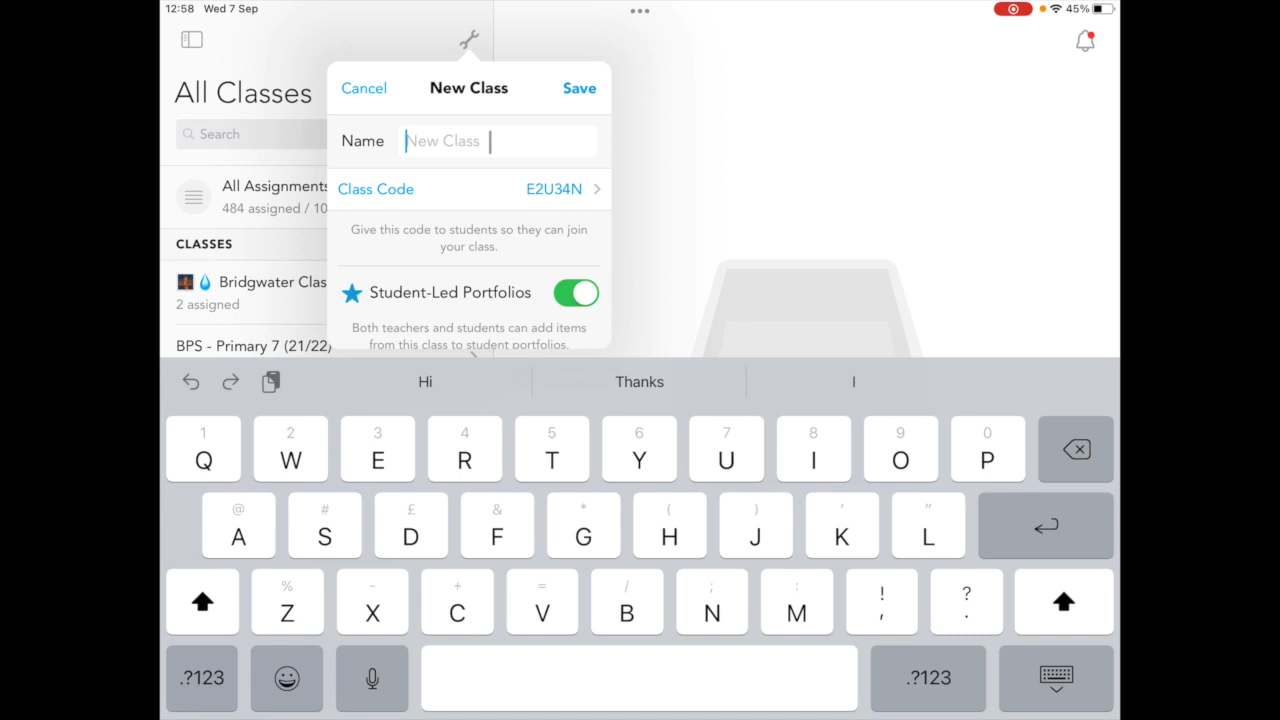 12:58 Wed 7 Sep
45%
All Classes
Search
All Assignments
484 assigned / 10
CLASSES
Bridgwater Clas
2 assigned
BPS - Primary 7 (21/22)
Cancel New Class Save
Name New Class
Class Code E2U34N
Give this code to students so they can join
your class.
Student-Led Portfolios
Both teachers and students can add items
from this class to student portfolios.
Hi Thanks I
1 2 3 4 5 6 7 8 9 0
Q W E R T Y U I O P
@ # £ & * ( ) ' "
A S D F G H J K L
% - + = / ; : ! ?
Z X C V B N M , .
.?123 .?123